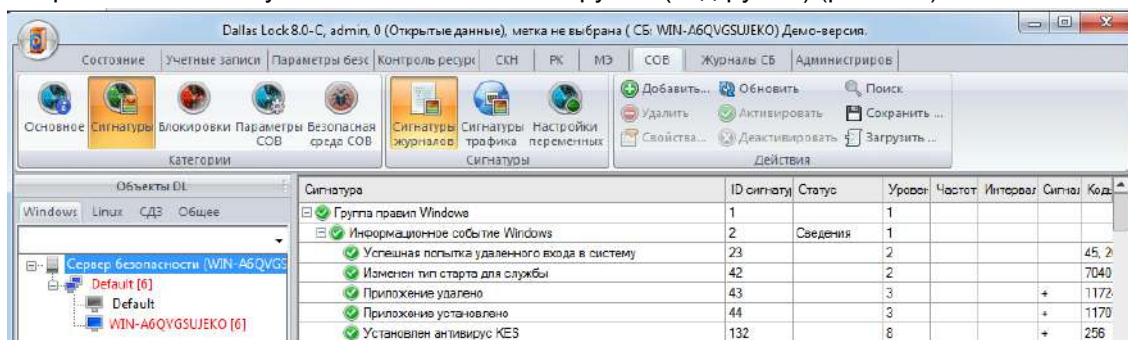 Dallas Lock 8.0-C, admin, 0 (Открытые данные), метка не выбрана ( СБ: WIN-A6QVGSUJEKO) Демо-версия.
Состояние Учетные записи Параметры безс Контроль ресурс СКН РК МЭ СОВ Журналы СБ Администриров
Добавить... Обновить Поиск
Удалить Активировать Сохранить ...
Свойства... Деактивировать Загрузить ...
Основное Сигнатуры Блокировки Параметры СОВ Безопасная среда СОВ Сигнатуры журналов Сигнатуры трафика Настройки переменных
Категории Сигнатуры Действия
Объекты DL
Windows Linux СДЗ Общее
Сервер безопасности (WIN-A6QVGS
Default [6]
Default
WIN-A6QVGSUJEKO [6]
Сигнатура ID сигнату Статус Уровен Частот Интервал Сигнал Коды
Группа правил Windows 1 1
Информационное событие Windows 2 Сведения 1
Успешная попытка удаленного входа в систему 23 2 45, 2
Изменен тип старта для службы 42 2 7040
Приложение удалено 43 3 + 1172
Приложение установлено 44 3 + 1170
Установлен антивирус KES 132 8 + 256